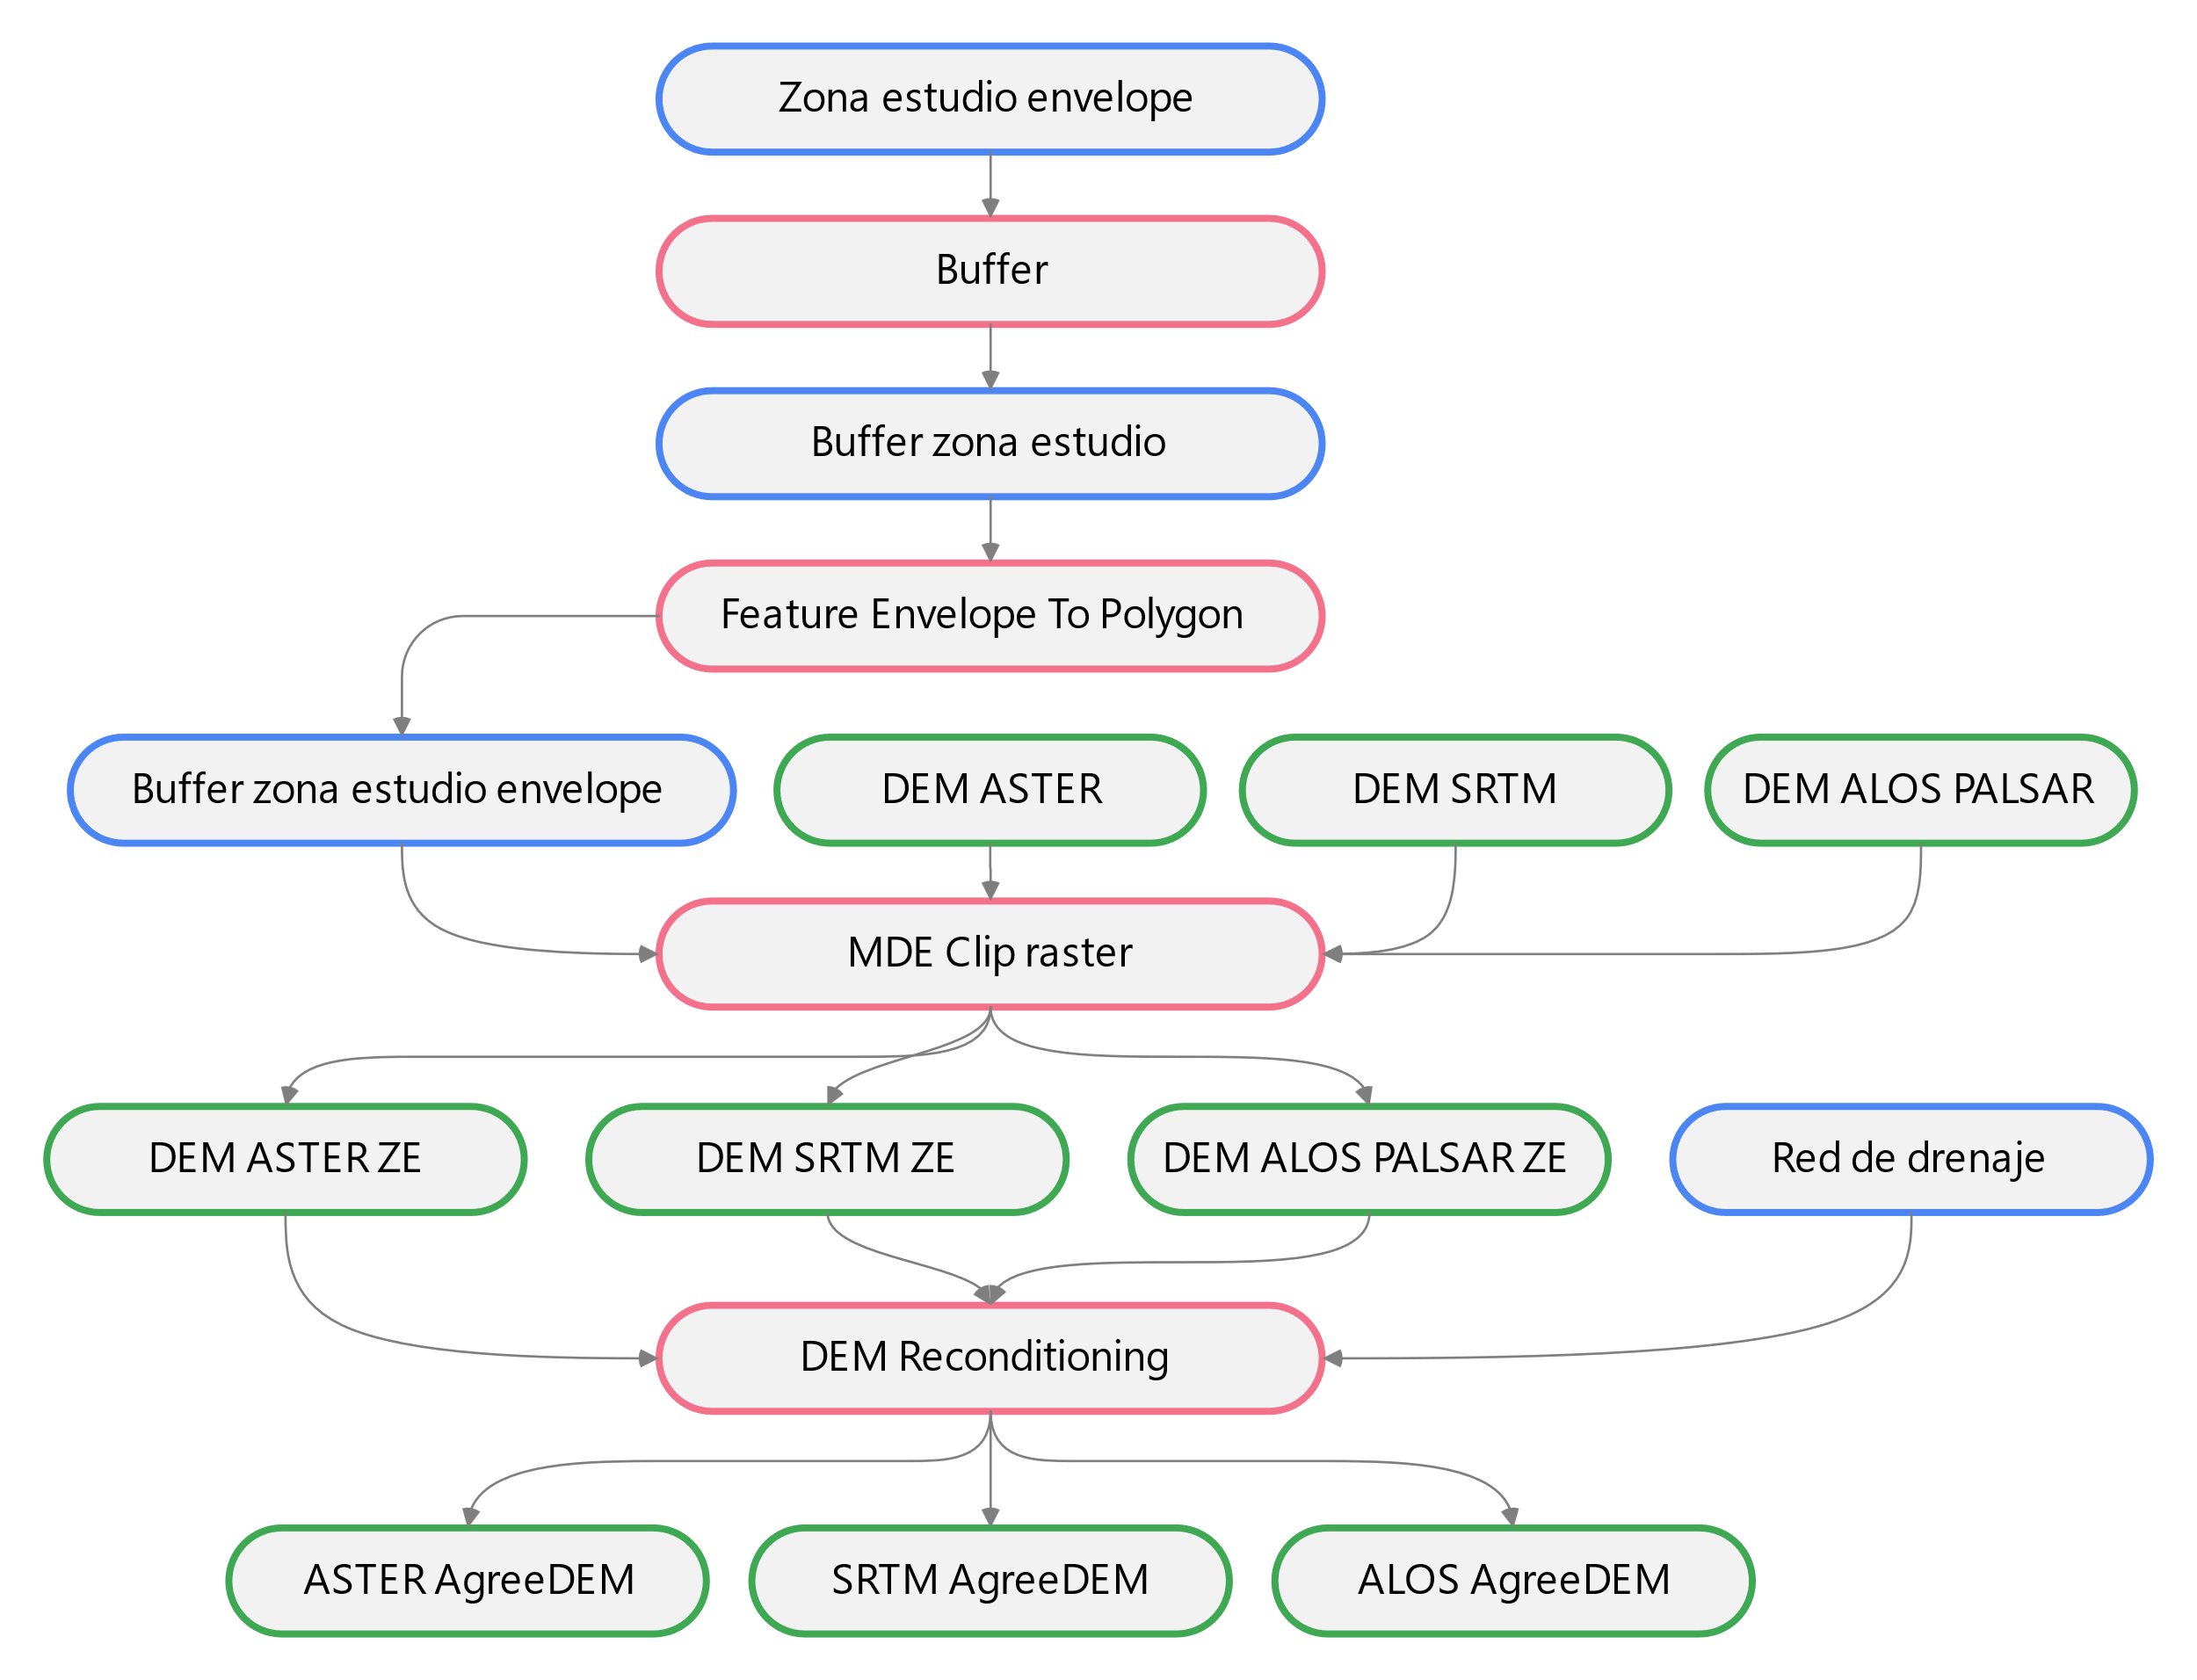 Zona estudio envelope
Buffer
Buffer zona estudio
Feature Envelope To Polygon
Buffer zona estudio envelope
DEM ASTER
DEM SRTM
DEM ALOS PALSAR
MDE Clip raster
DEM ASTER ZE
DEM SRTM ZE
DEM ALOS PALSAR ZE
Red de drenaje
DEM Reconditioning
ASTER AgreeDEM
SRTM AgreeDEM
ALOS AgreeDEM